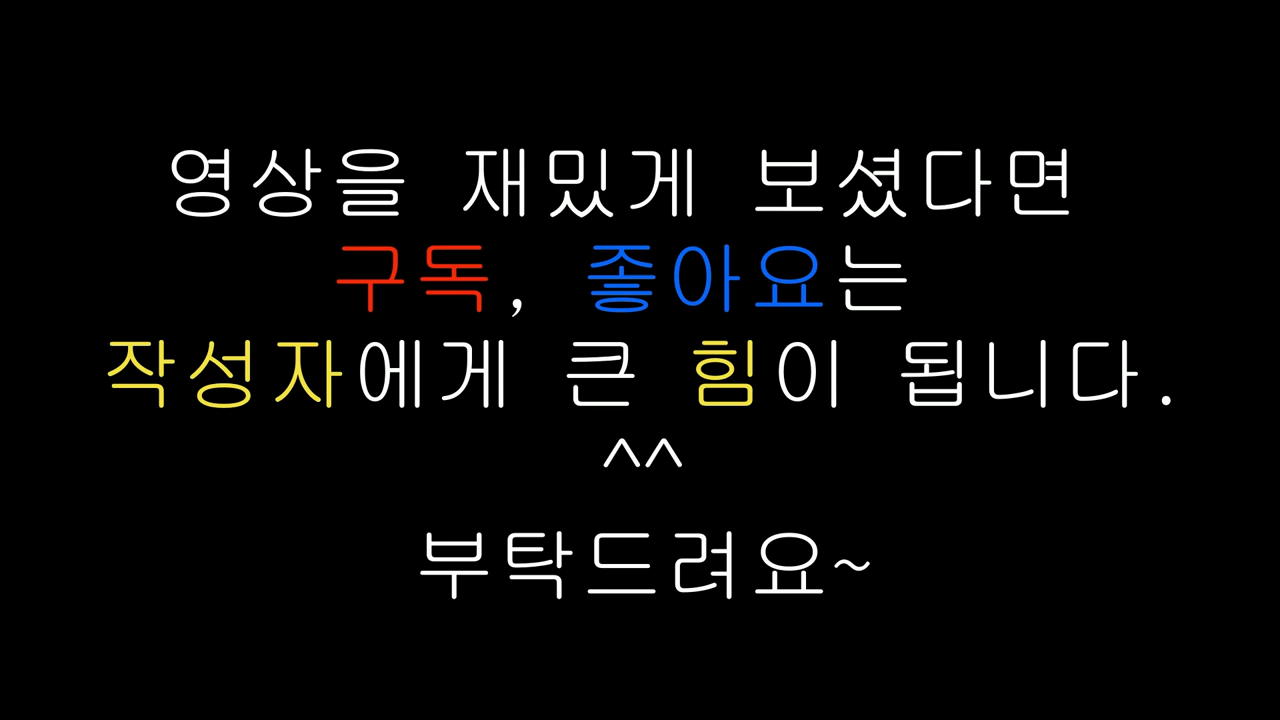 영상을 재밌게 보셨다면
구독, 좋아요는
작성자에게 큰 힘이 됩니다.
^^
부탁드려요~